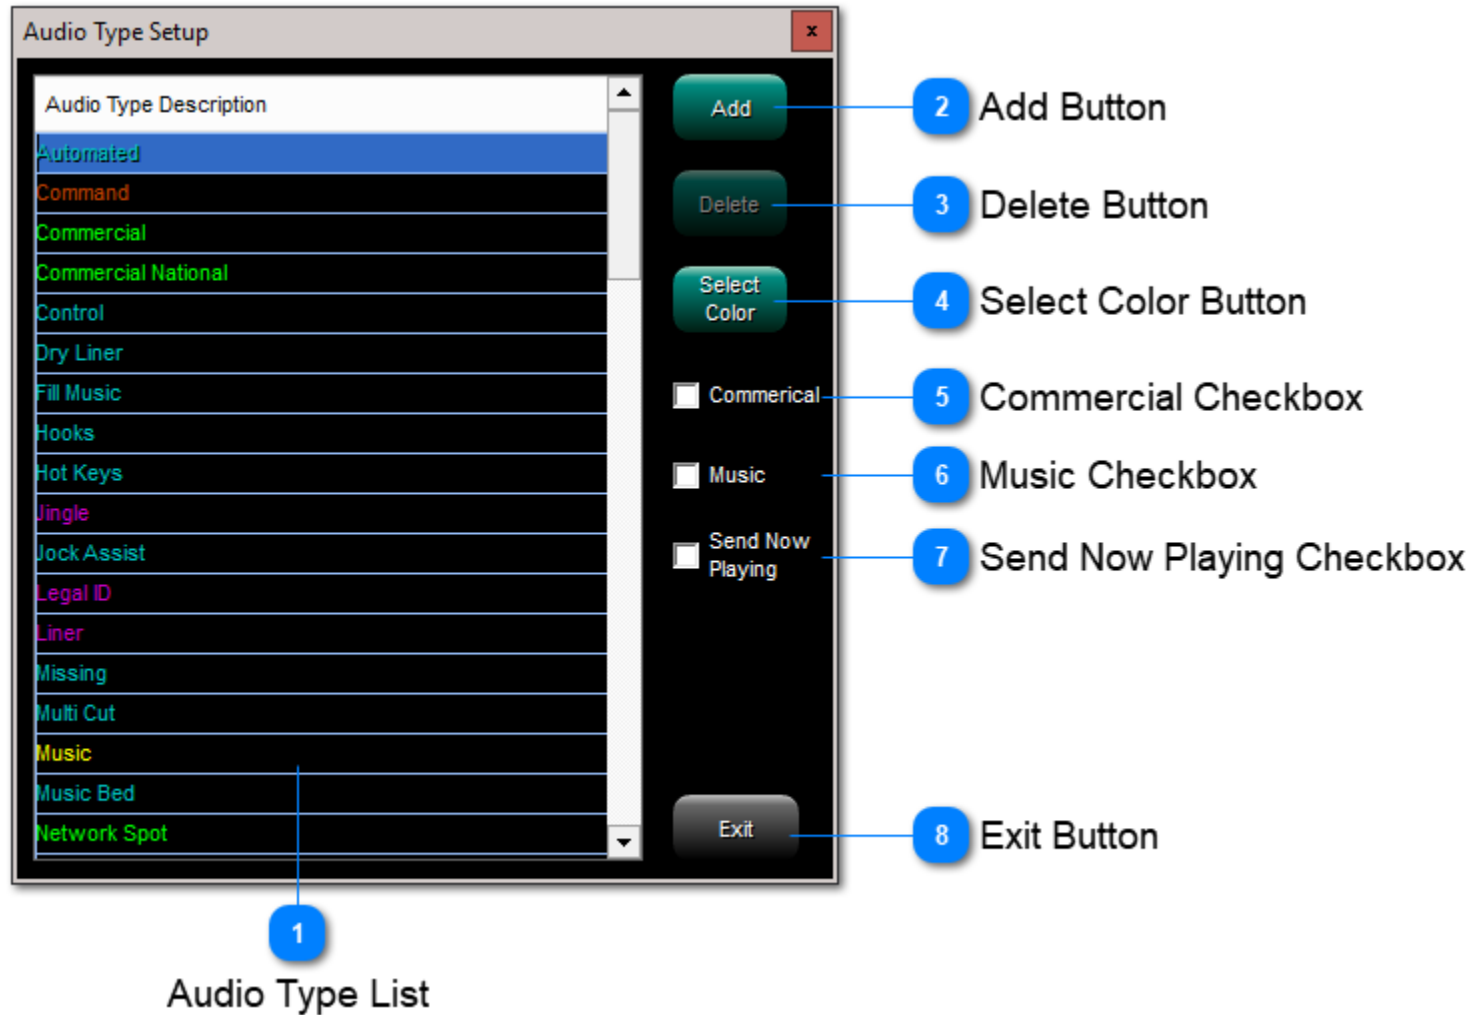 Audio Type Setup
x
Audio Type Description
Automated
Command
Commercial
Commercial National
Control
Dry Liner
Fill Music
Hooks
Hot Keys
Jingle
Jock Assist
Legal ID
Liner
Missing
Multi Cut
Music
Music Bed
Network Spot
Add
Delete
Select
Color
Commerical
Music
Send Now
Playing
Exit
2 Add Button
3 Delete Button
4 Select Color Button
5 Commercial Checkbox
6 Music Checkbox
7 Send Now Playing Checkbox
8 Exit Button
1
Audio Type List